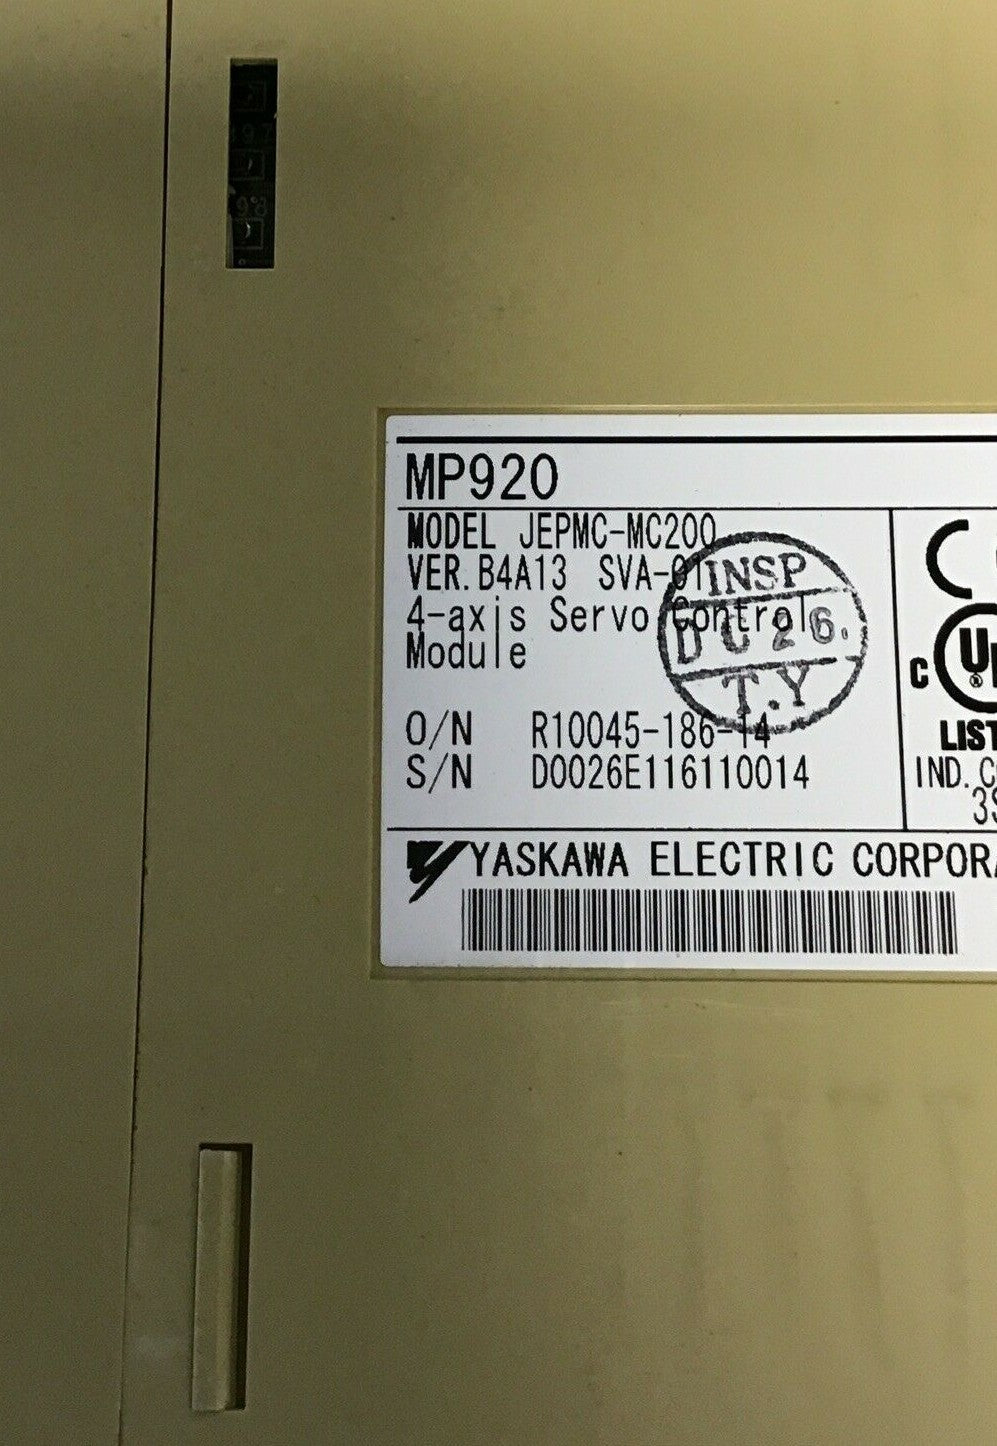 MP920
MODEL JEPMC-MC200
VER. B4A13 SVA-01
4-axis Servo Control
Module
INSP
D C 26.
T.Y
O/N R10045-186-14
S/N D0026E116110014
C
C U
®
LIST
IND. C
YASKAWA ELECTRIC CORPORA